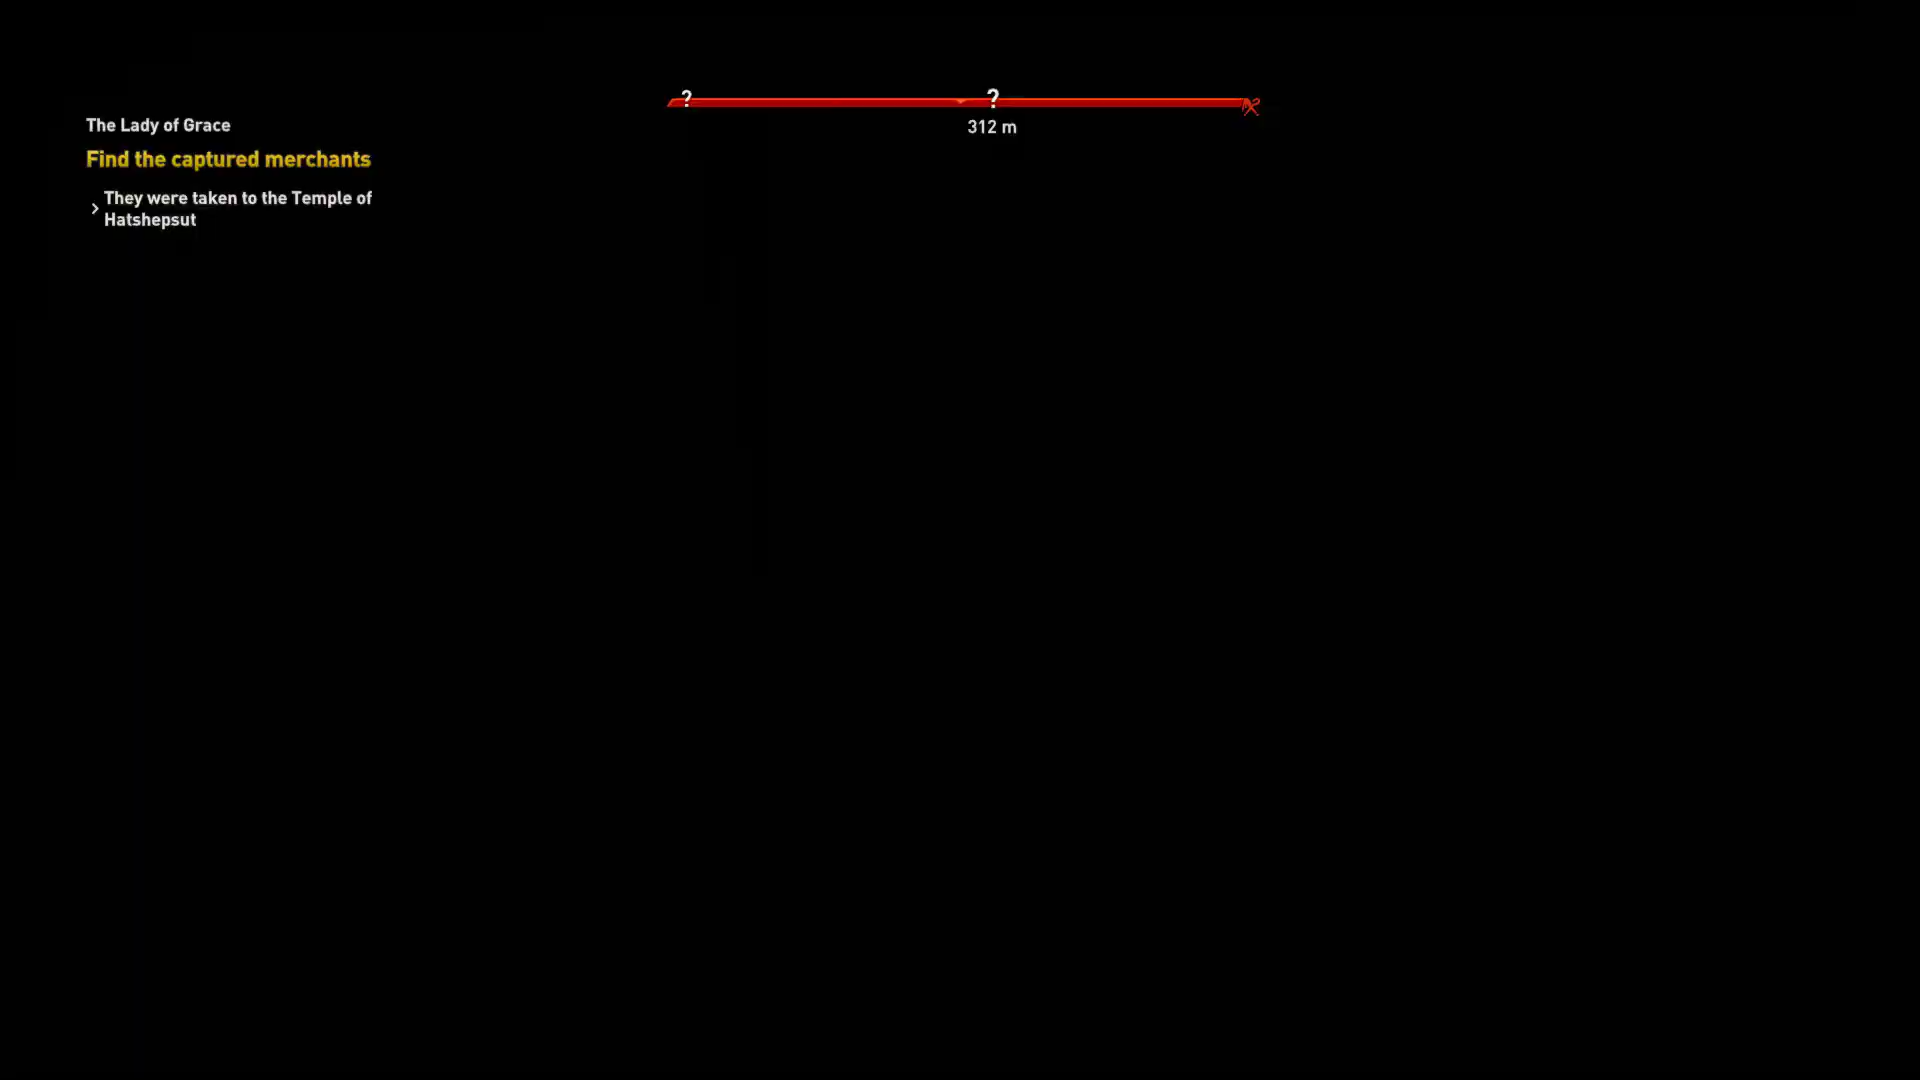 ? ?
312 m
The Lady of Grace
Find the captured merchants
They were taken to the Temple of
Hatshepsut